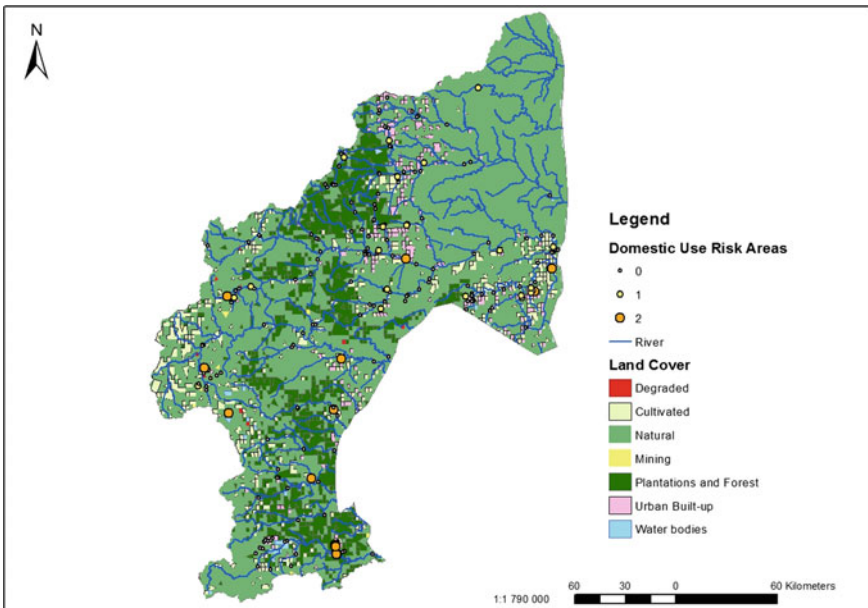 N
Legend
Domestic Use Risk Areas
0
1
2
River
Land Cover
Degraded
Cultivated
Natural
Mining
Plantations and Forest
Urban Built-up
Water bodies
1:1 790 000
60 30 0 60 Kilometers